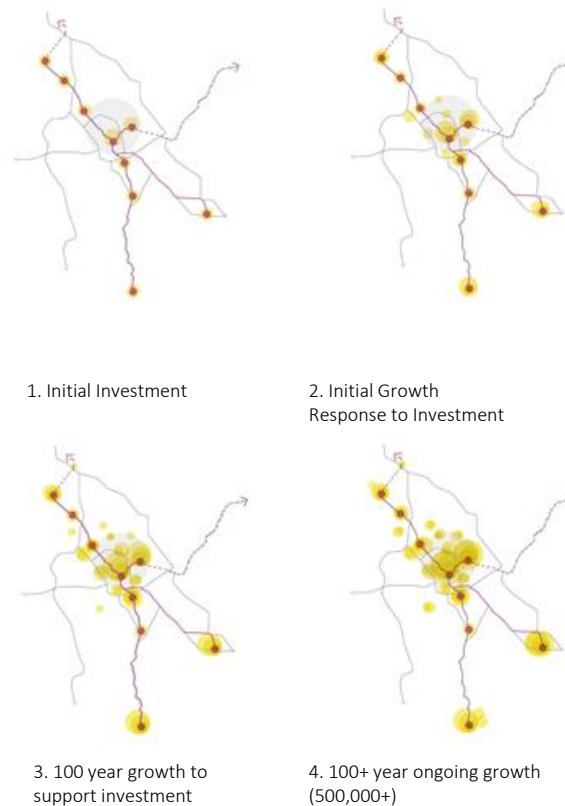 1. Initial Investment
2. Initial Growth
Response to Investment
3. 100 year growth to
support investment
4. 100+ year ongoing growth
(500,000+)